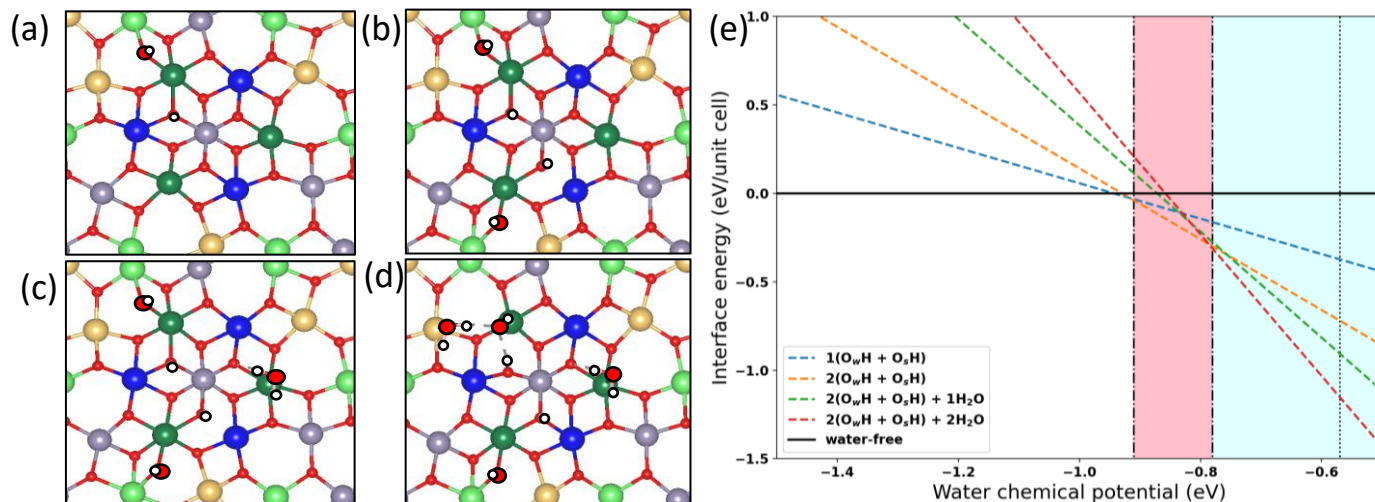 (a)
(b)
(c)
(d)
(e)
Interface energy (eV/unit cell)
1.0
0.5
0.0
−0.5
−1.0
−1.5
1(OwH + OsH)
2(OwH + OsH)
2(OwH + OsH) + 1H2O
2(OwH + OsH) + 2H2O
water-free
−1.4
−1.2
−1.0
−0.8
−0.6
Water chemical potential (eV)